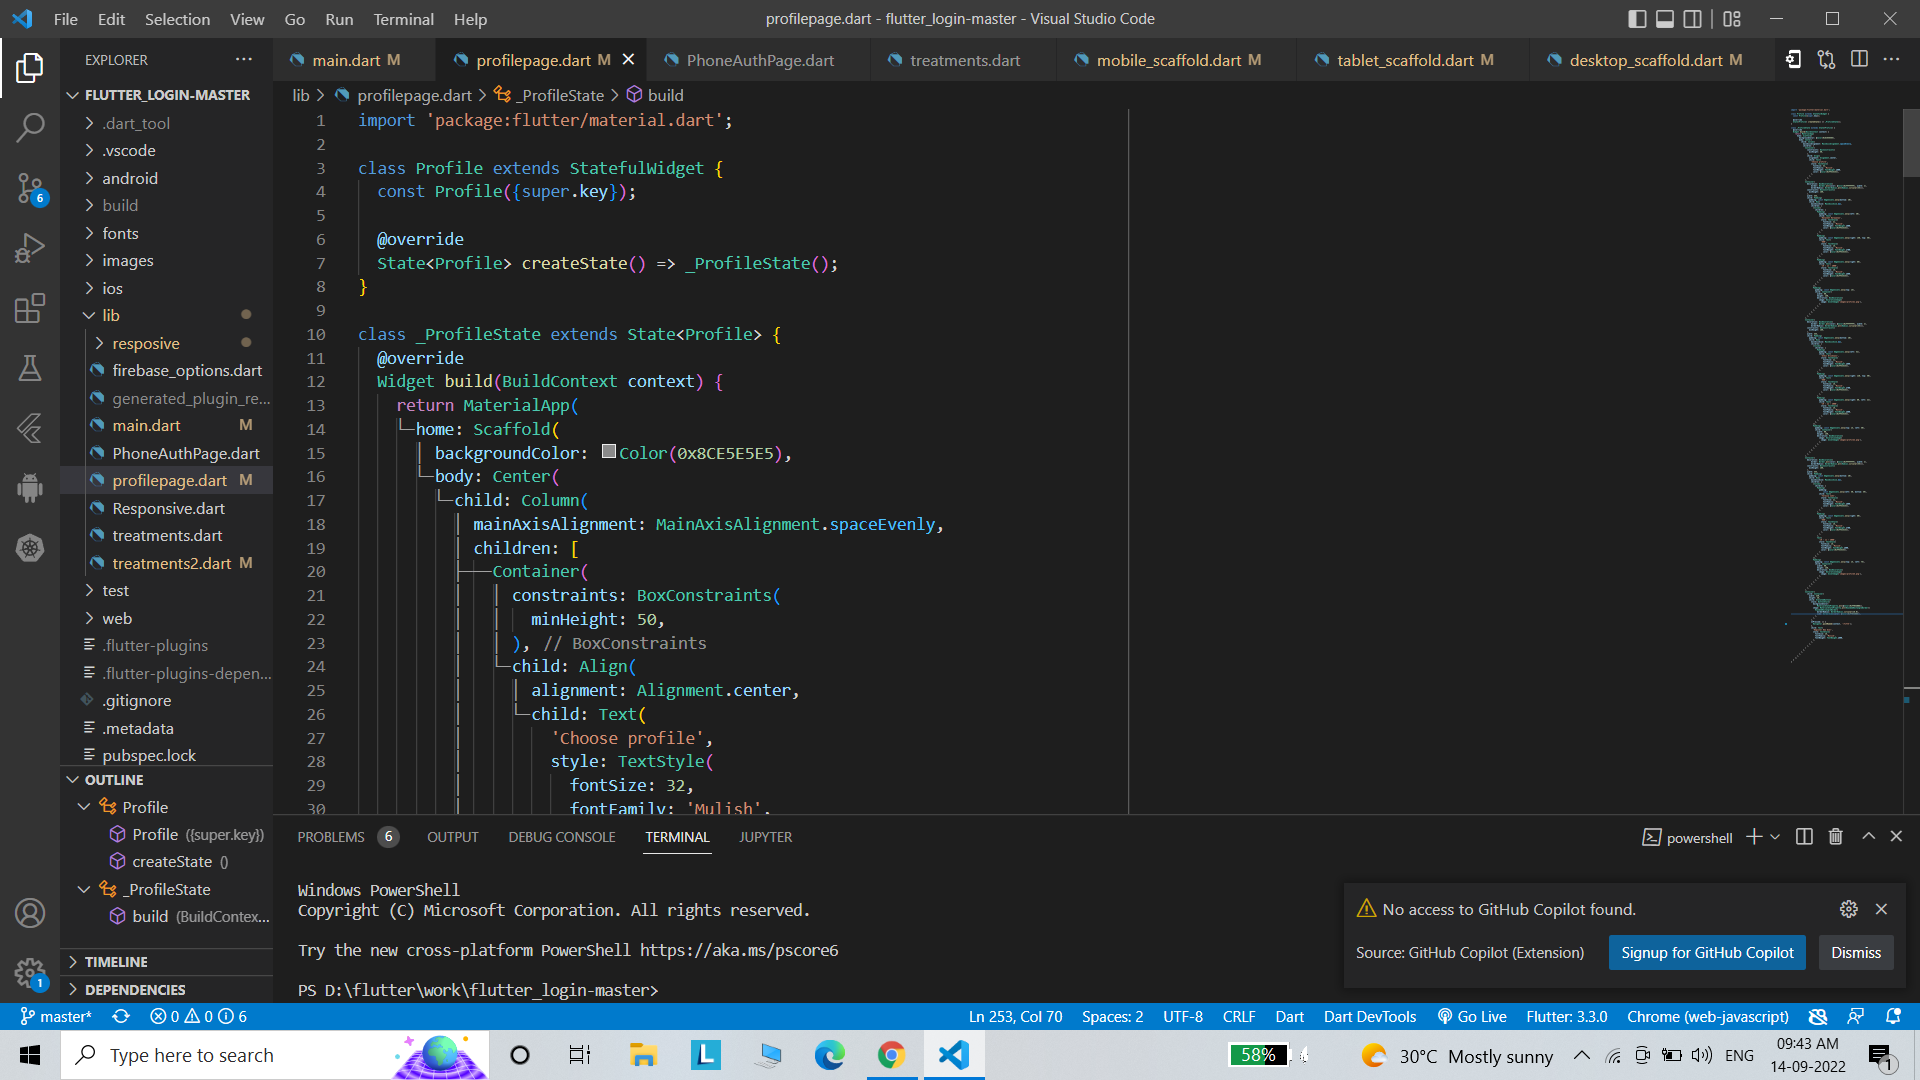 File Edit Selection View Go Run Terminal Help
profilepage.dart - flutter_login-master - Visual Studio Code
EXPLORER
FLUTTER_LOGIN-MASTER
.dart_tool
.vscode
android
build
fonts
images
ios
lib
resposive
firebase_options.dart
generated_plugin_re...
main.dart M
PhoneAuthPage.dart
profilepage.dart M
Responsive.dart
treatments.dart
treatments2.dart M
test
web
.flutter-plugins
.flutter-plugins-depen...
.gitignore
.metadata
pubspec.lock
OUTLINE
Profile
Profile ({super.key})
createState ()
_ProfileState
build (BuildContex...
TIMELINE
DEPENDENCIES
6
1
main.dart M
profilepage.dart M
PhoneAuthPage.dart
treatments.dart
mobile_scaffold.dart M
tablet_scaffold.dart M
desktop_scaffold.dart M
lib > profilepage.dart > _ProfileState > build
1 import 'package:flutter/material.dart';
2
3 class Profile extends StatefulWidget {
4 const Profile({super.key});
5
6 @override
7 State<Profile> createState() => _ProfileState();
8 }
9
10 class _ProfileState extends State<Profile> {
11 @override
12 Widget build(BuildContext context) {
13 return MaterialApp(
14 home: Scaffold(
15 backgroundColor: Color(0x8CE5E5E5),
16 body: Center(
17 child: Column(
18 mainAxisAlignment: MainAxisAlignment.spaceEvenly,
19 children: [
20 Container(
21 constraints: BoxConstraints(
22 minHeight: 50,
23 ), // BoxConstraints
24 child: Align(
25 alignment: Alignment.center,
26 child: Text(
27 'Choose profile',
28 style: TextStyle(
29 fontSize: 32,
30 fontFamily: 'Mulish',
PROBLEMS 6 OUTPUT DEBUG CONSOLE TERMINAL JUPYTER
powershell
Windows PowerShell
Copyright (C) Microsoft Corporation. All rights reserved.
Try the new cross-platform PowerShell https://aka.ms/pscore6
PS D:\flutter\work\flutter_login-master>
No access to GitHub Copilot found.
Source: GitHub Copilot (Extension)
Signup for GitHub Copilot
Dismiss
master* 0 0 6
Ln 253, Col 70 Spaces: 2 UTF-8 CRLF Dart Dart DevTools Go Live Flutter: 3.3.0 Chrome (web-javascript)
Type here to search
L
58%
30°C Mostly sunny
ENG
09:43 AM
14-09-2022
1